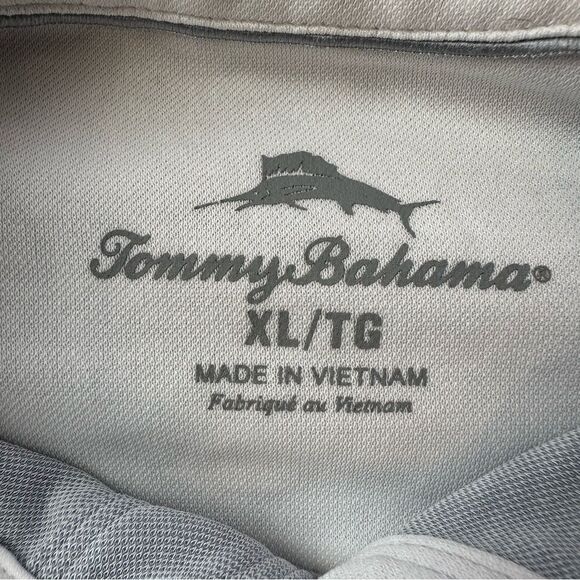 Tommy Bahama®
XL/TG
MADE IN VIETNAM
Fabriqué au Vietnam